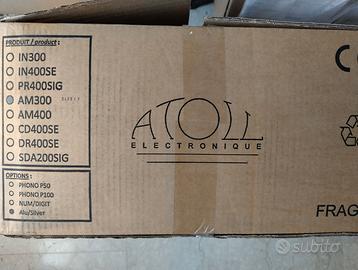 PRODUIT / product :
IN300
IN400SE
PR400SIG
AM300
AM400
CD400SE
DR400SE
SDA200SIG
OPTIONS :
PHONO P50
PHONO P100
NUM/DIGIT
Alu/Silver
ATOLL
ELECTRONIQUE
FRAG
subito